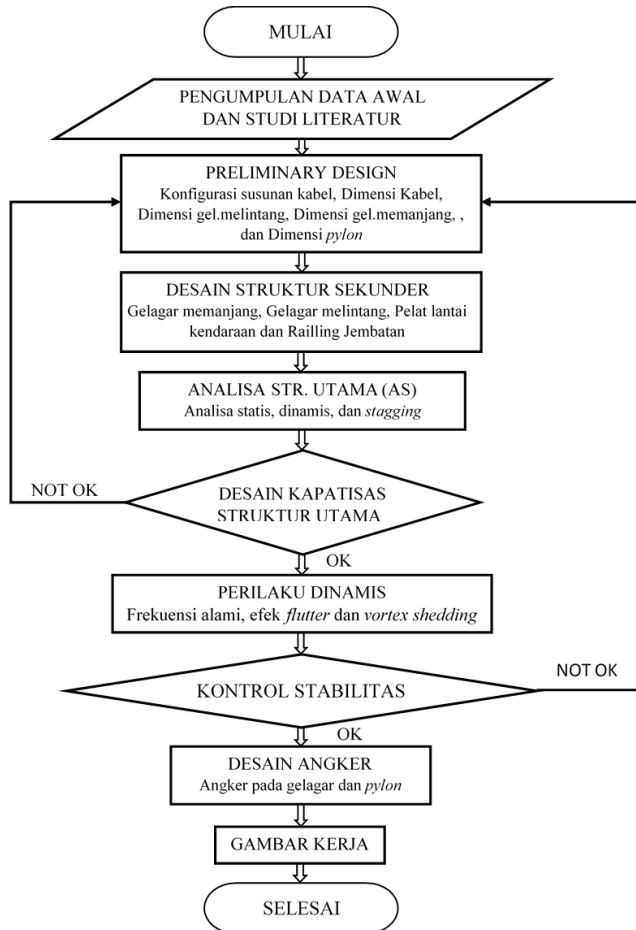 MULAI
PENGUMPULAN DATA AWAL
DAN STUDI LITERATUR
PRELIMINARY DESIGN
Konfigurasi susunan kabel, Dimensi Kabel,
Dimensi gel.melintang, Dimensi gel.memanjang, ,
dan Dimensi pylon
DESAIN STRUKTUR SEKUNDER
Gelagar memanjang, Gelagar melintang, Pelat lantai
kendaraan dan Railling Jembatan
ANALISA STR. UTAMA (AS)
Analisa statis, dinamis, dan stagging
NOT OK
DESAIN KAPATISAS
STRUKTUR UTAMA
OK
PERILAKU DINAMIS
Frekuensi alami, efek flutter dan vortex shedding
KONTROL STABILITAS
NOT OK
OK
DESAIN ANGKER
Angker pada gelagar dan pylon
GAMBAR KERJA
SELESAI